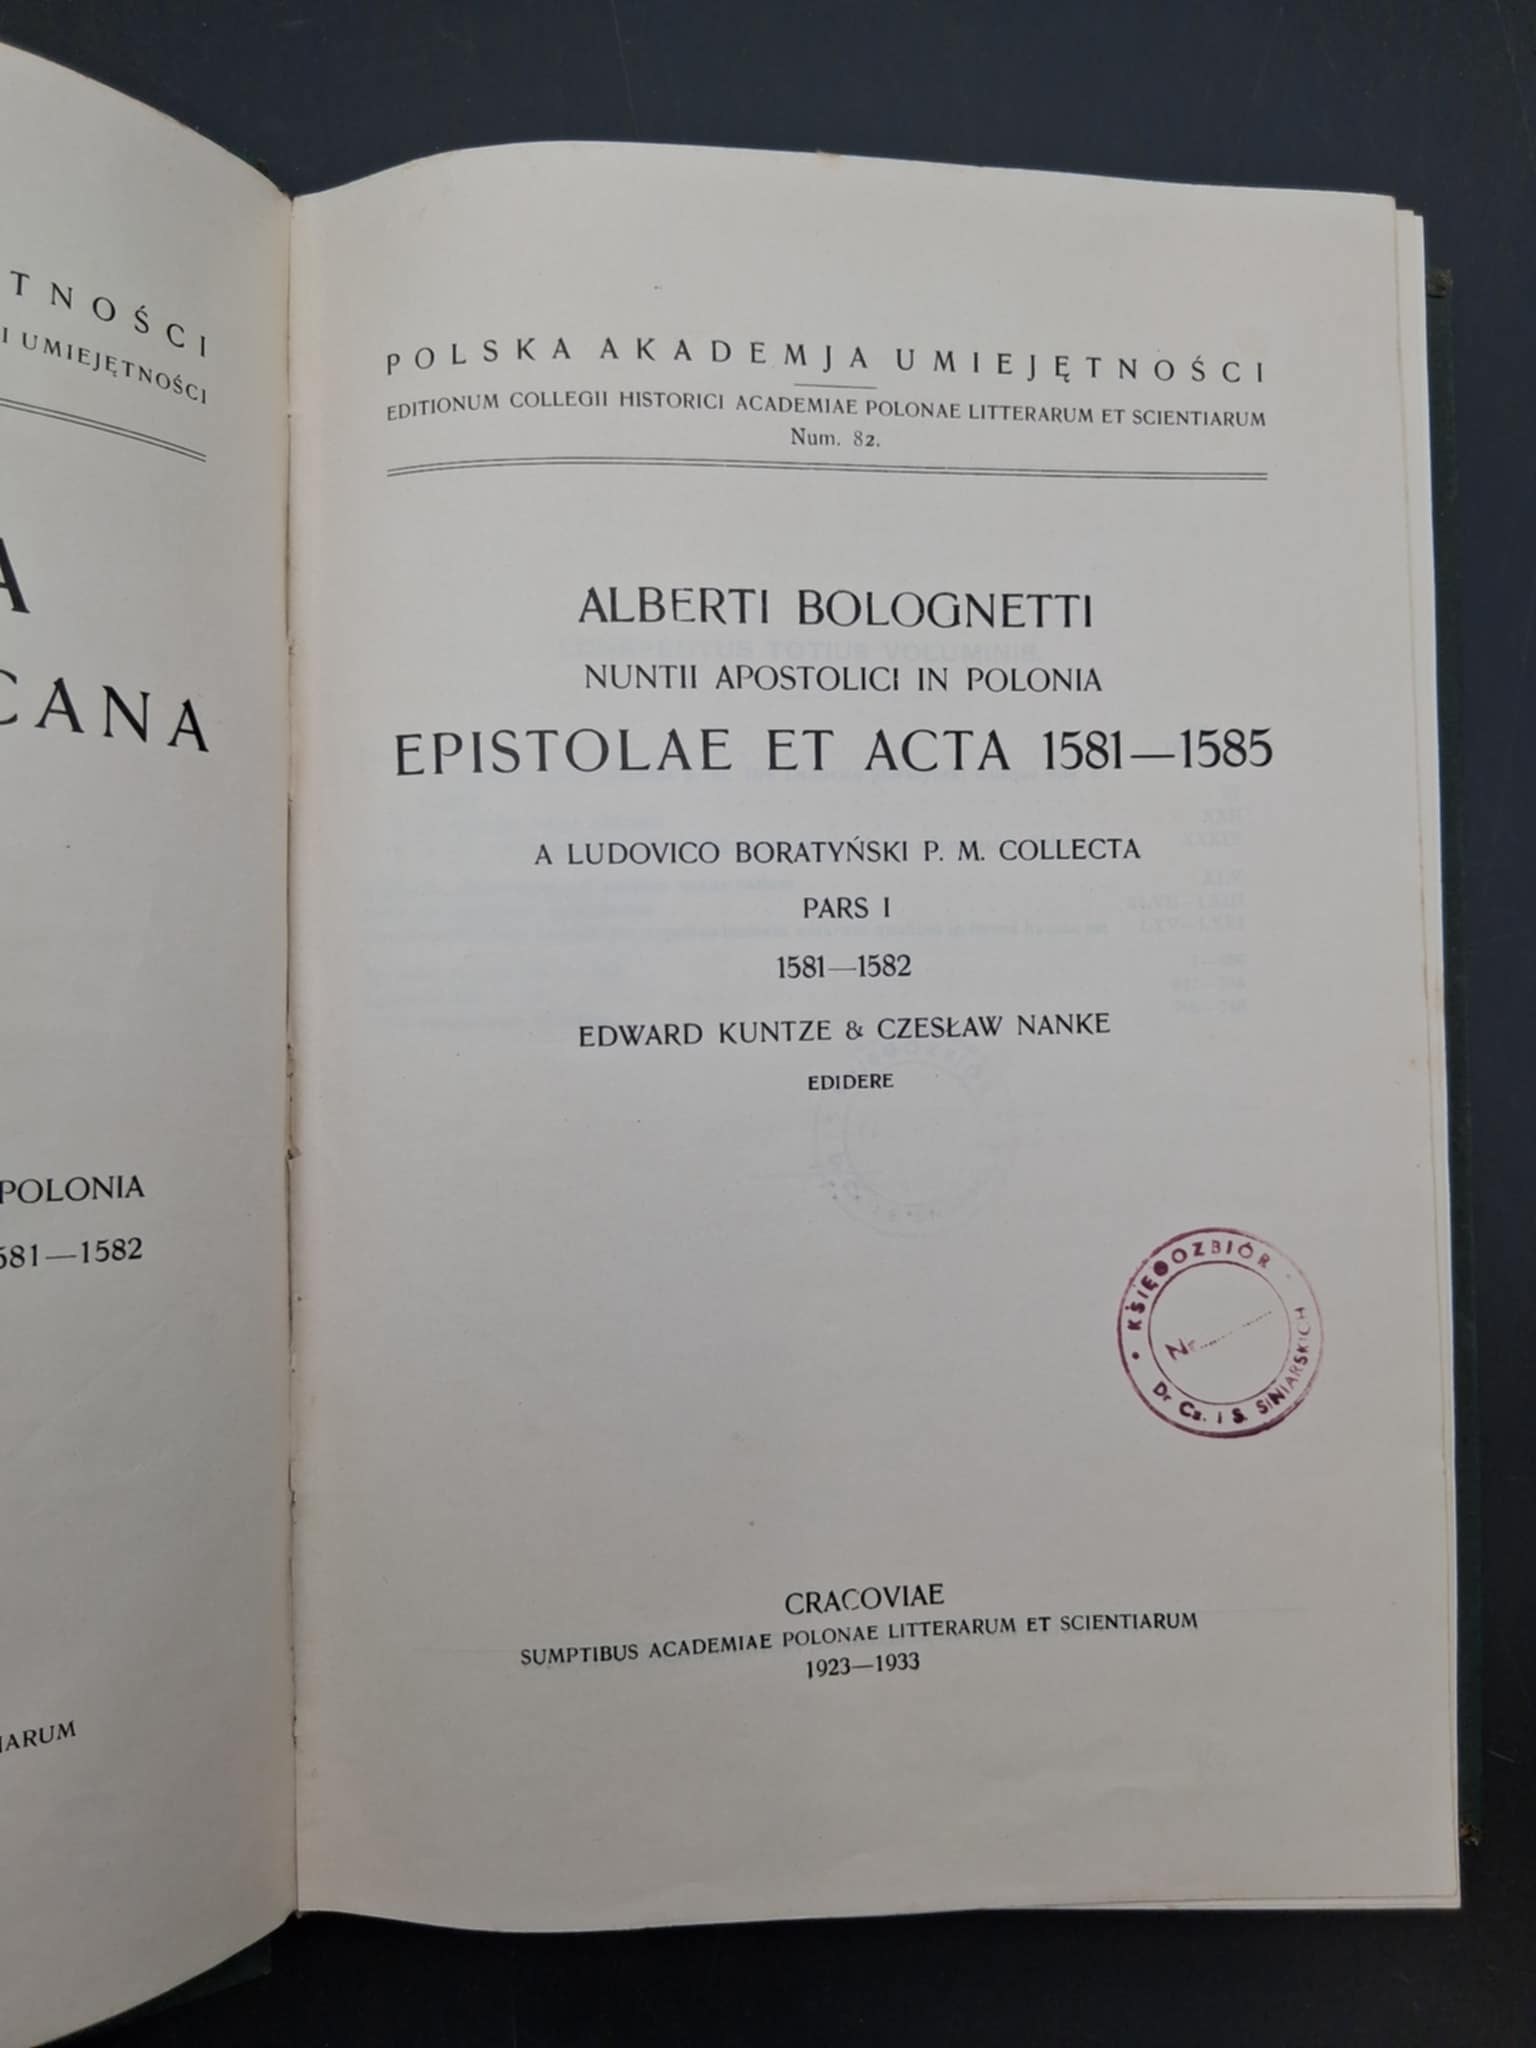 TNOŚCI
I UMIEJĘTNOŚCI
A
CANA
POLONIA
581—1582
IARUM
POLSKA AKADEMJA UMIEJĘTNOŚCI
EDITIONUM COLLEGII HISTORICI ACADEMIAE POLONAE LITTERARUM ET SCIENTIARUM
Num. 82.
ALBERTI BOLOGNETTI
NUNTII APOSTOLICI IN POLONIA
EPISTOLAE ET ACTA 1581—1585
A LUDOVICO BORATYŃSKI P. M. COLLECTA
PARS I
1581—1582
EDWARD KUNTZE & CZESŁAW NANKE
EDIDERE
KSIĘGOZBIÓR
Nr
Dr Cz. i S. SINIARSKICH
CRACOVIAE
SUMPTIBUS ACADEMIAE POLONAE LITTERARUM ET SCIENTIARUM
1923—1933